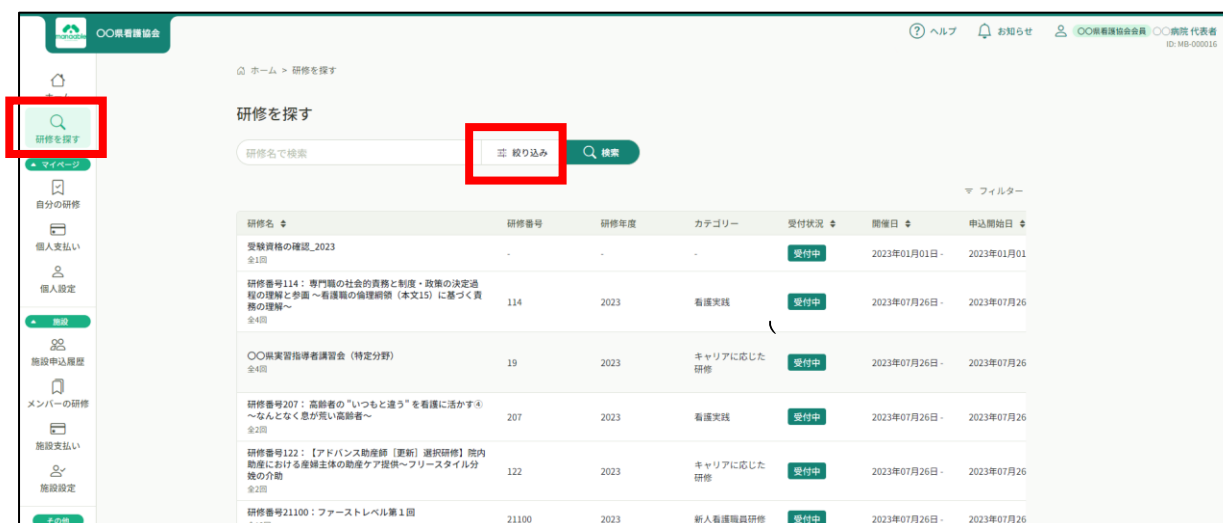 manaable
〇〇県看護協会
ヘルプ
お知らせ
〇〇県看護協会会員 〇〇病院 代表者
ID: MB-000016
ホーム
研修を探す
マイページ
自分の研修
個人支払い
個人設定
施設
施設申込履歴
メンバーの研修
施設支払い
施設設定
その他
ホーム > 研修を探す
研修を探す
研修名で検索
絞り込み
検索
フィルター
研修名 研修番号 研修年度 カテゴリー 受付状況 開催日 申込開始日
受験資格の確認_2023
全1回
- - - 受付中 2023年01月01日 - 2023年01月01
研修番号114： 専門職の社会的責務と制度・政策の決定過
程の理解と参画 ～看護職の倫理綱領（本文15）に基づく責
務の理解～
全4回
114 2023 看護実践 受付中 2023年07月26日 - 2023年07月26
〇〇県実習指導者講習会（特定分野）
全4回
19 2023 キャリアに応じた
研修
受付中 2023年07月26日 - 2023年07月26
研修番号207： 高齢者の "いつもと違う" を看護に活かす④
～なんとなく息が荒い高齢者～
全2回
207 2023 看護実践 受付中 2023年07月26日 - 2023年07月26
研修番号122：【アドバンス助産師［更新］選択研修】院内
助産における産婦主体の助産ケア提供～フリースタイル分
娩の介助
全2回
122 2023 キャリアに応じた
研修
受付中 2023年07月26日 - 2023年07月26
研修番号21100：ファーストレベル第１回
21100 2023 新人看護職員研修 受付中 2023年07月26日 - 2023年07月26